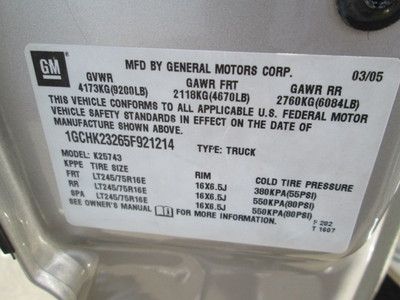 GM
MFD BY GENERAL MOTORS CORP. 03/05
GVWR GAWR FRT GAWR RR
4173KG(9200LB) 2118KG(4670LB) 2760KG(6084LB)
THIS VEHICLE CONFORMS TO ALL APPLICABLE U.S. FEDERAL MOTOR
VEHICLE SAFETY STANDARDS IN EFFECT ON THE DATE OF
MANUFACTURE SHOWN ABOVE.
1GCHK23265F921214 TYPE: TRUCK
MODEL: K25743
KPPE TIRE SIZE RIM COLD TIRE PRESSURE
FRT LT245/75R16E 16X6.5J 380KPA(55PSI)
RR LT245/75R16E 16X6.5J 550KPA(80PSI)
SPA LT245/75R16E 16X6.5J 550KPA(80PSI)
SEE OWNER'S MANUAL FOR MORE INFORMATION
T 1607